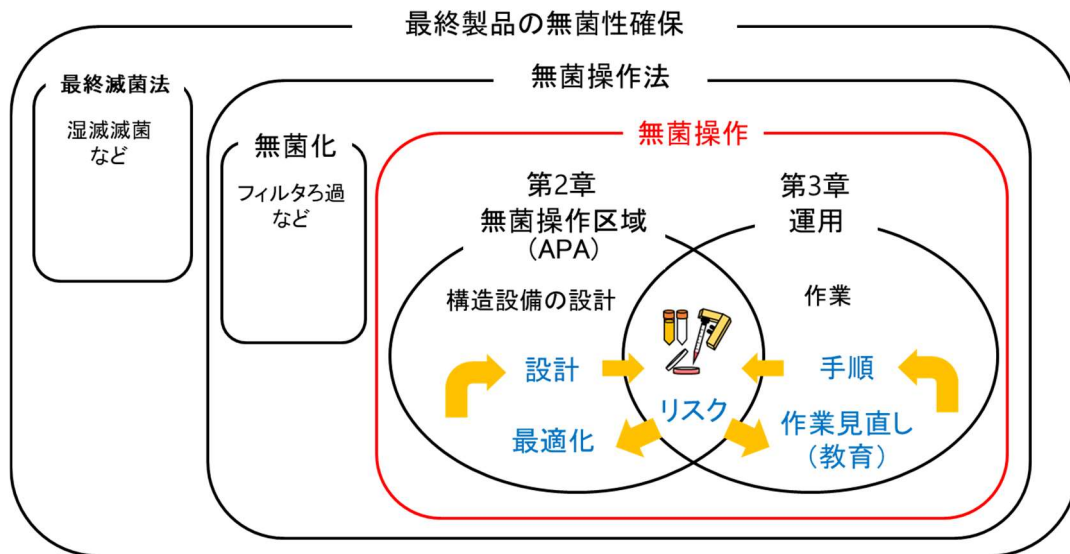 最終製品の無菌性確保
最終滅菌法
湿滅滅菌
など
無菌操作法
無菌化
フィルタろ過
など
無菌操作
第2章
無菌操作区域
(APA)
構造設備の設計
設計
最適化
リスク
第3章
運用
作業
手順
作業見直し
(教育)